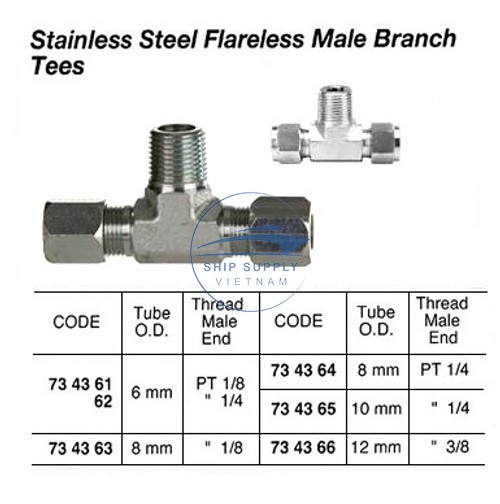 Stainless Steel Flareless Male Branch
Tees
SHIP SUPPLY
VIETNAM
CODE Tube O.D. Thread Male End CODE Tube O.D. Thread Male End
73 43 61 6 mm PT 1/8 73 43 64 8 mm PT 1/4
62 " 1/4 73 43 65 10 mm " 1/4
73 43 63 8 mm " 1/8 73 43 66 12 mm " 3/8